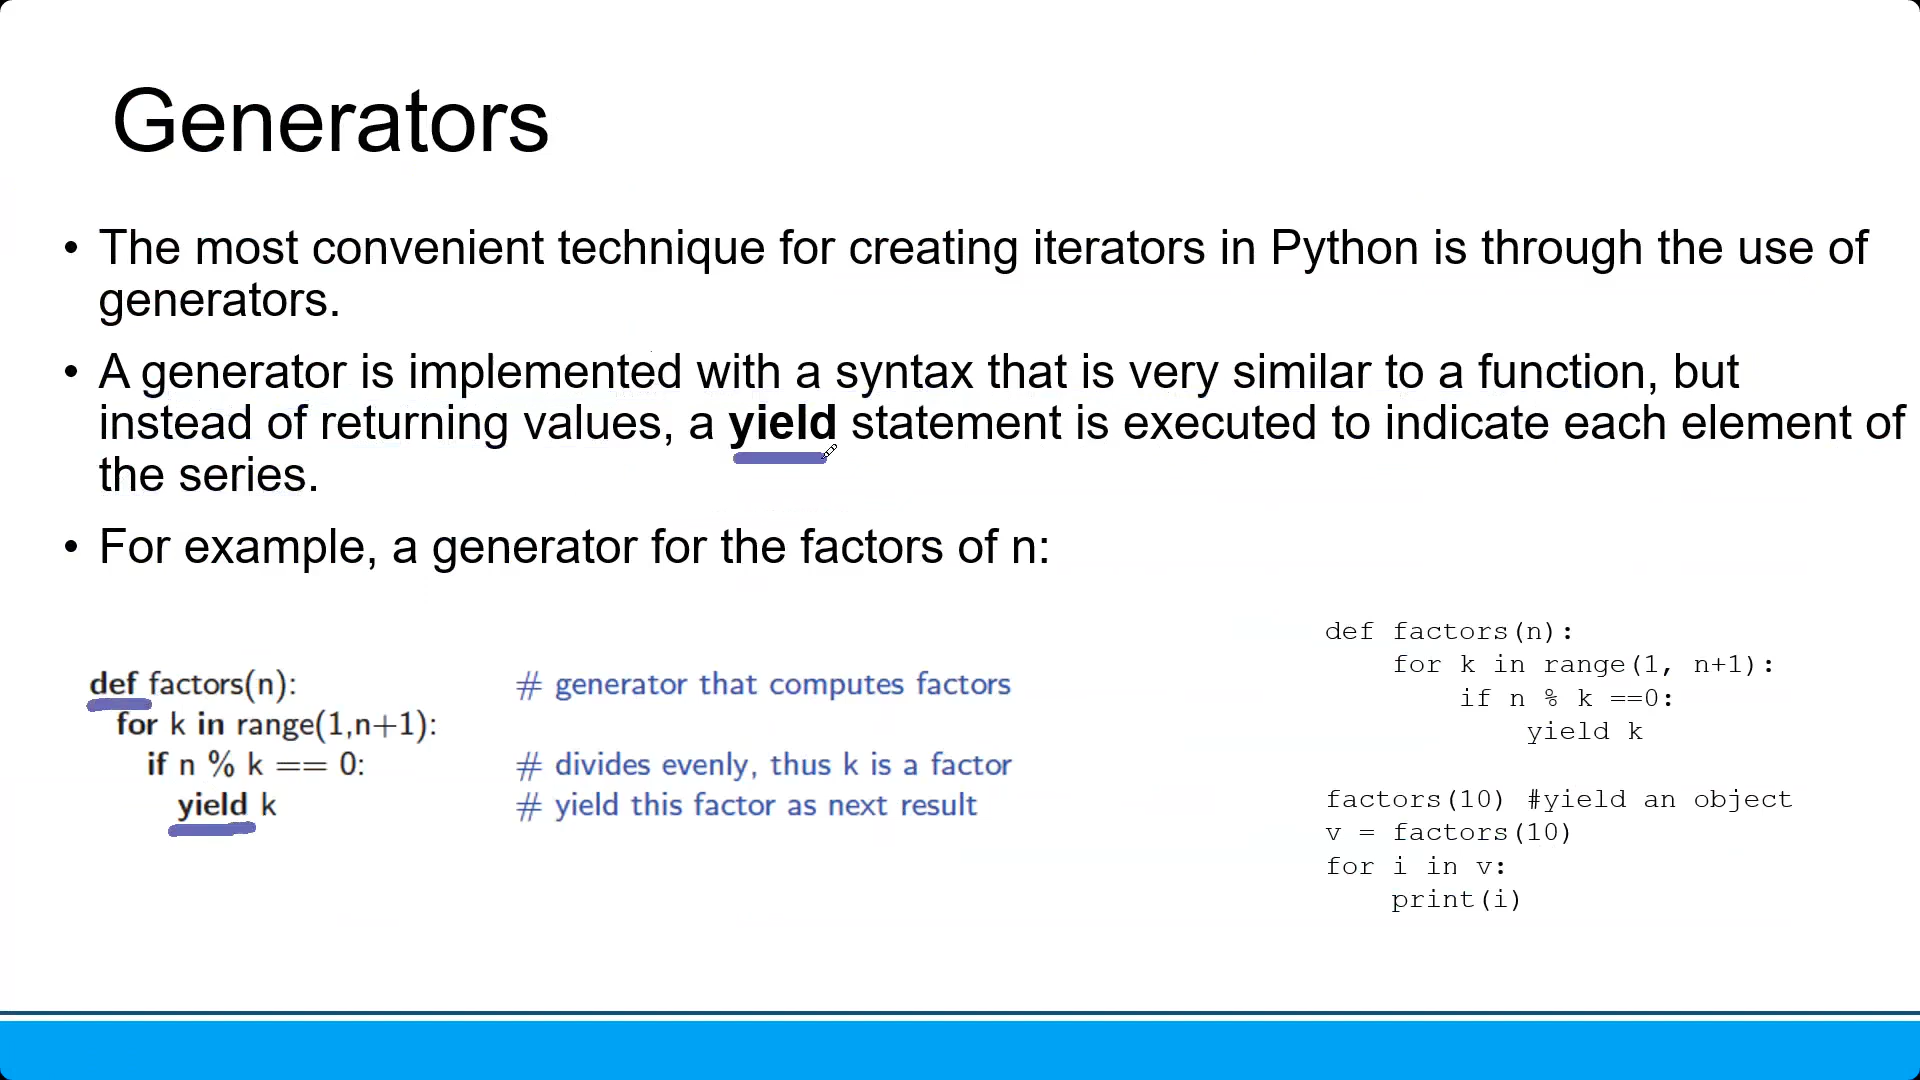 Generators
• The most convenient technique for creating iterators in Python is through the use of
generators.
• A generator is implemented with a syntax that is very similar to a function, but
instead of returning values, a yield statement is executed to indicate each element of
the series.
• For example, a generator for the factors of n:
def factors(n): # generator that computes factors
for k in range(1,n+1):
if n % k == 0: # divides evenly, thus k is a factor
yield k # yield this factor as next result
def factors(n):
for k in range(1, n+1):
if n % k ==0:
yield k
factors(10) #yield an object
v = factors(10)
for i in v:
print(i)